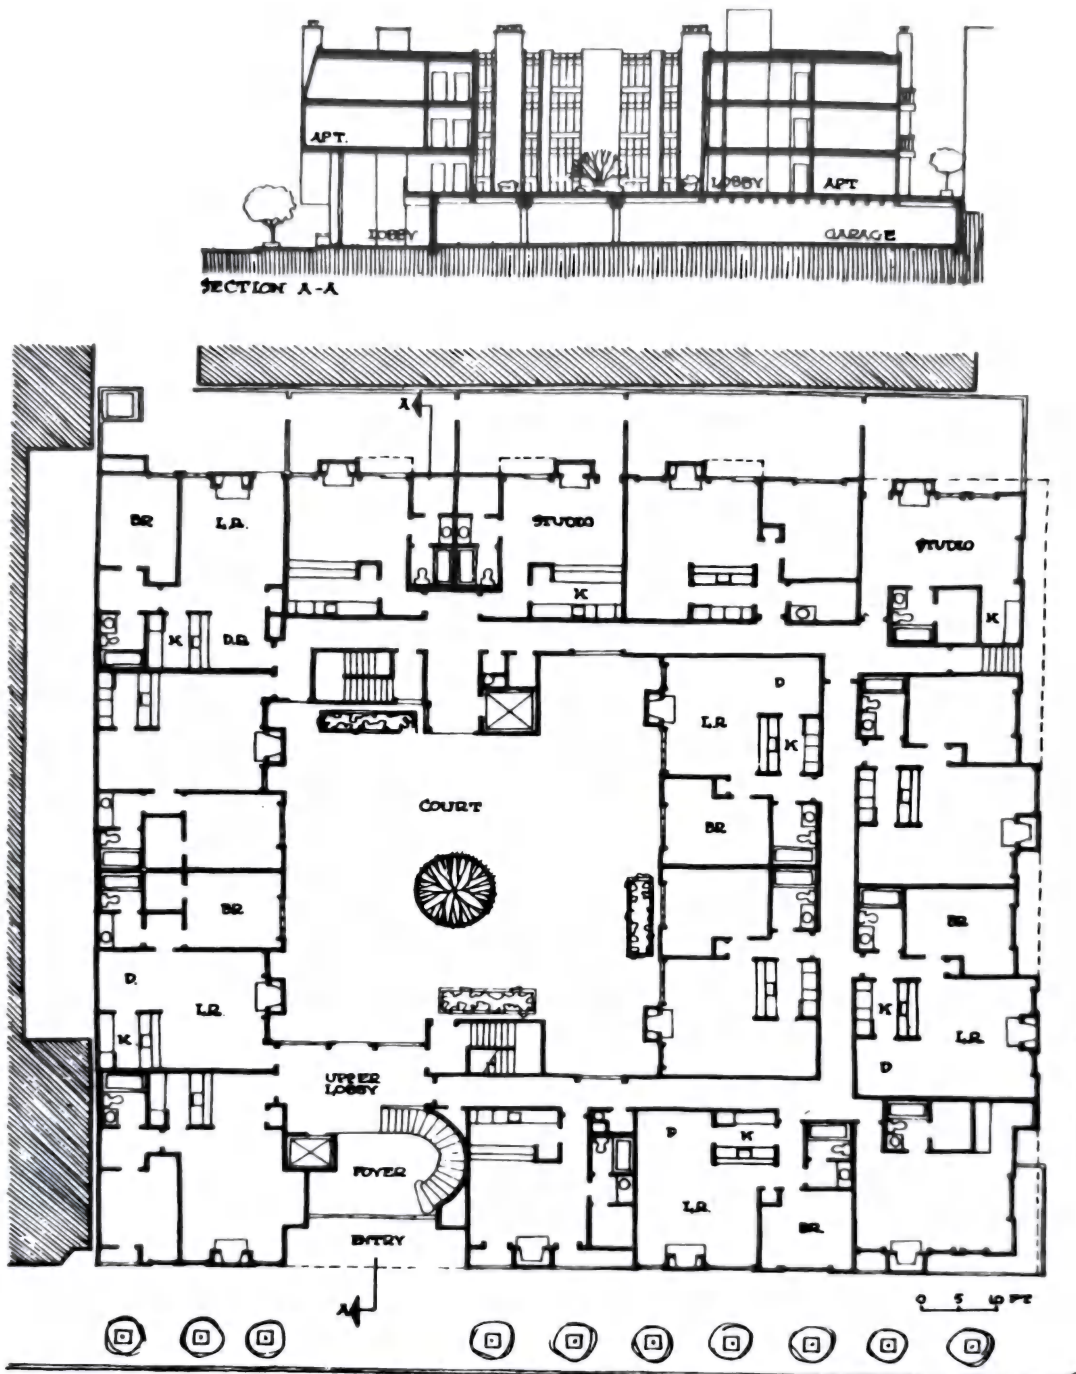 APT.
LOBBY
APT
LOBBY
GARAGE
SECTION A-A
A
BR
L.R.
STUDIO
STUDIO
K
K
D.R.
K
D
L.R.
K
COURT
BR
BR
BR
D.
L.R.
K
K
L.R.
D
UPPER
LOBBY
D
K
FOYER
L.R.
BR
ENTRY
A
0 5 10 FT